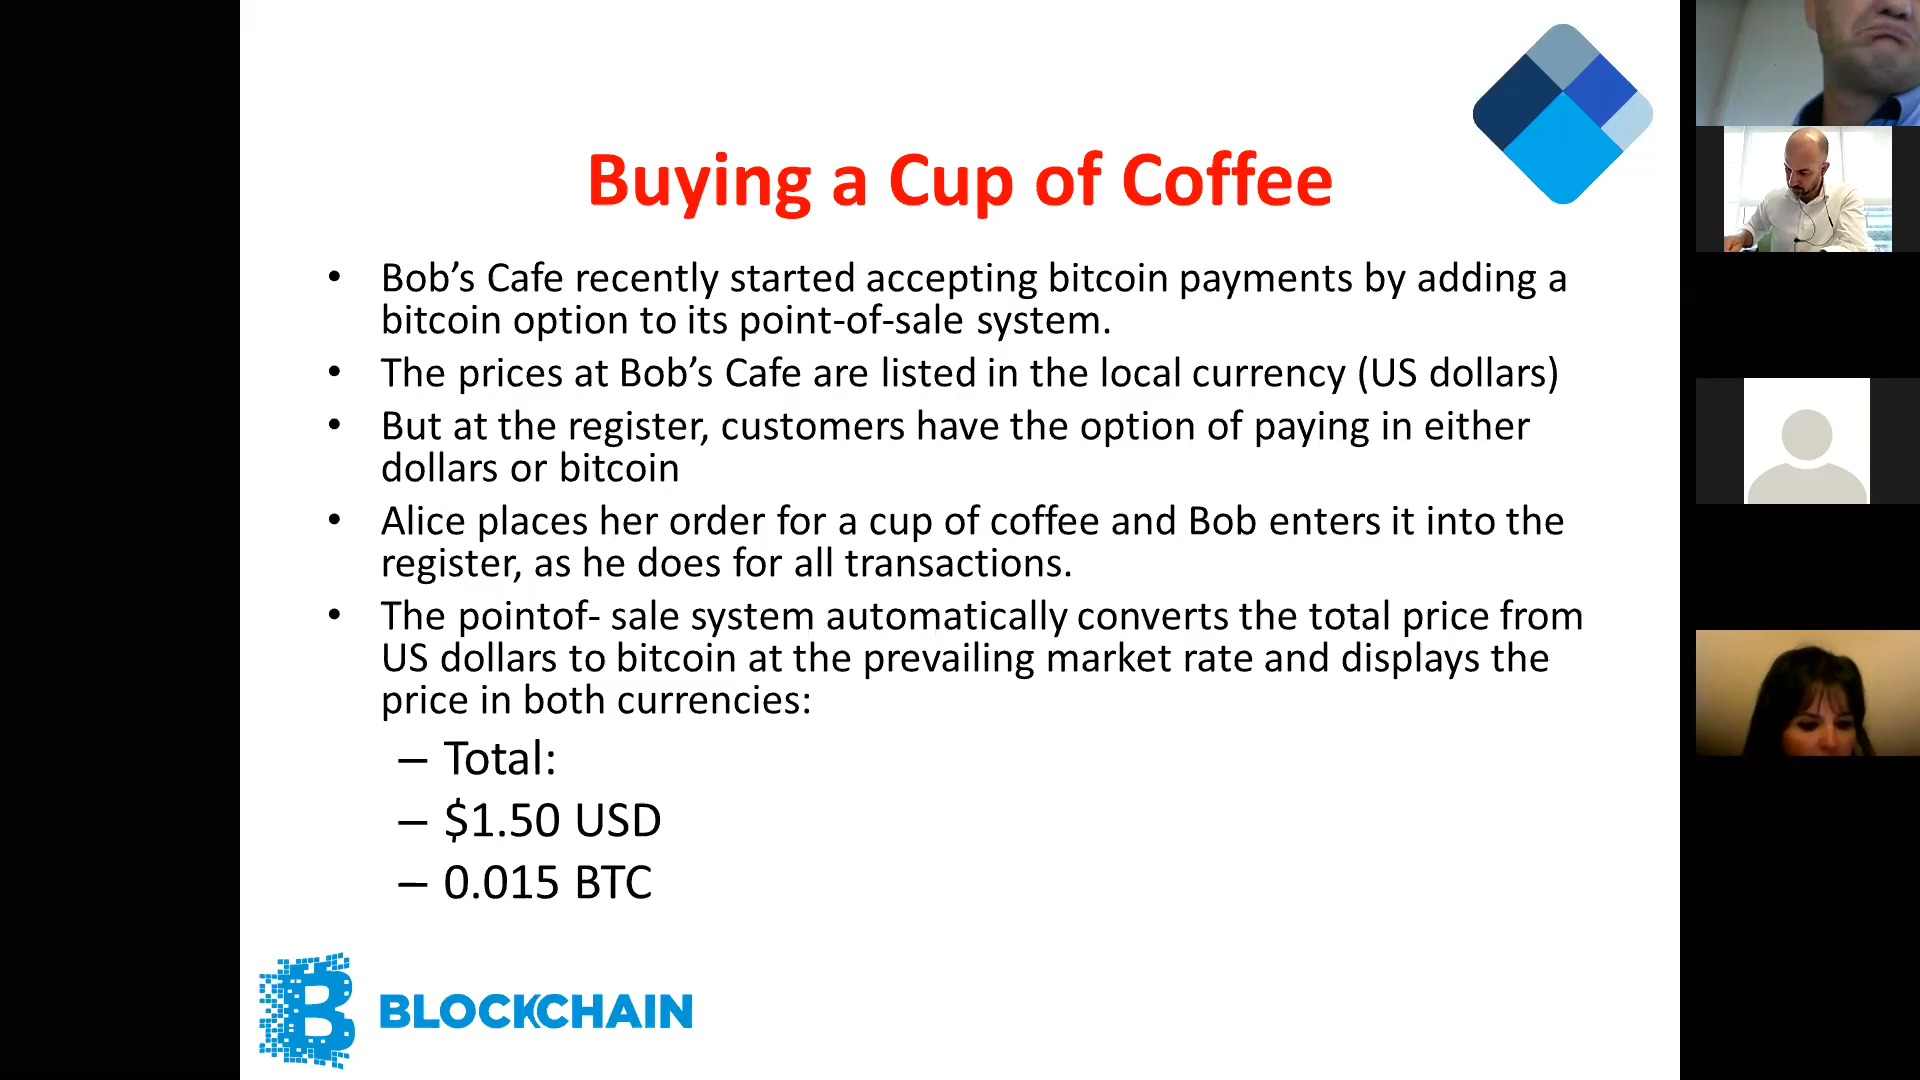 Buying a Cup of Coffee
• Bob’s Cafe recently started accepting bitcoin payments by adding a
bitcoin option to its point-of-sale system.
• The prices at Bob’s Cafe are listed in the local currency (US dollars)
• But at the register, customers have the option of paying in either
dollars or bitcoin
• Alice places her order for a cup of coffee and Bob enters it into the
register, as he does for all transactions.
• The pointof- sale system automatically converts the total price from
US dollars to bitcoin at the prevailing market rate and displays the
price in both currencies:
– Total:
– $1.50 USD
– 0.015 BTC
BLOCKCHAIN